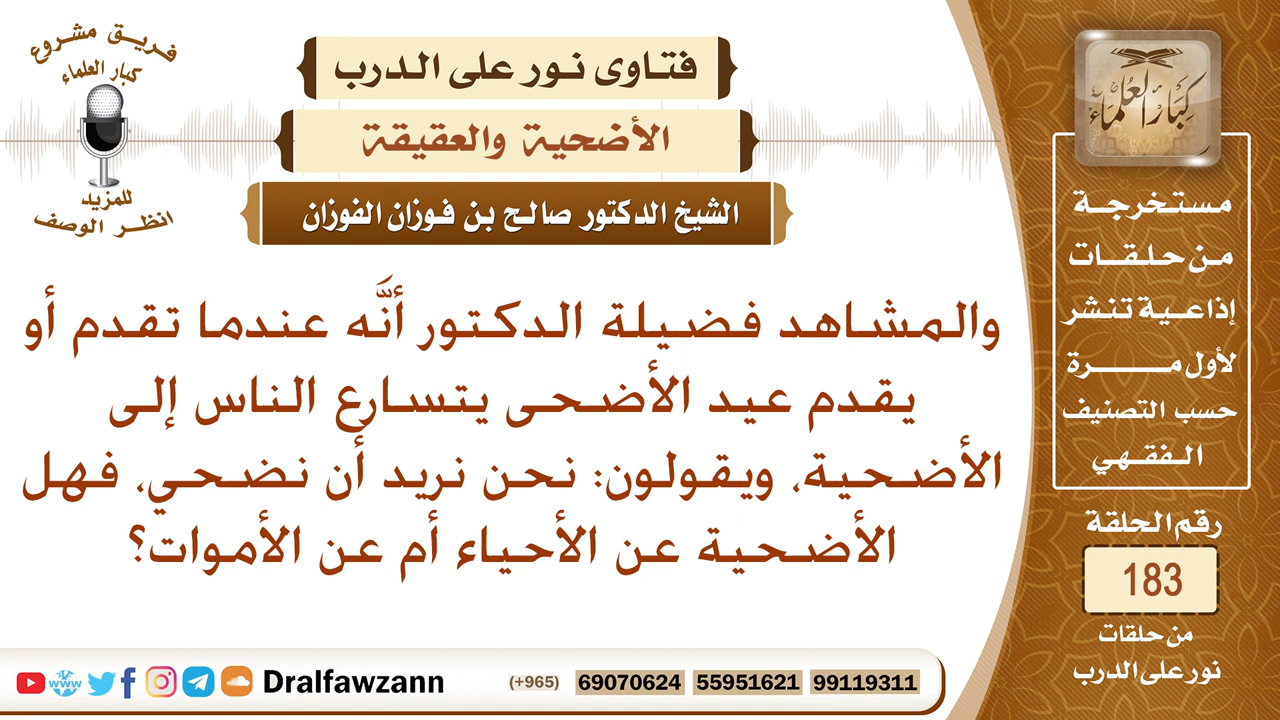 فريق مشروع
كبار العلماء
للمزيد
انظر الوصف
فتاوى نور على الدرب
الأضحية والعقيقة
الشيخ الدكتور صالح بن فوزان الفوزان
والمشاهد فضيلة الدكتور أنَّه عندما تقدم أو
يقدم عيد الأضحى يتسارع الناس إلى
الأضحية، ويقولون: نحن نريد أن نضحي، فهل
الأضحية عن الأحياء أم عن الأموات؟
كبار العلماء
مستخرجة
من حلقات
إذاعية تنشر
لأول مرة
حسب التصنيف
الفقهي
رقم الحلقة
183
من حلقات
نور على الدرب
www
Dralfawzann
(+965) 69070624 55951621 99119311